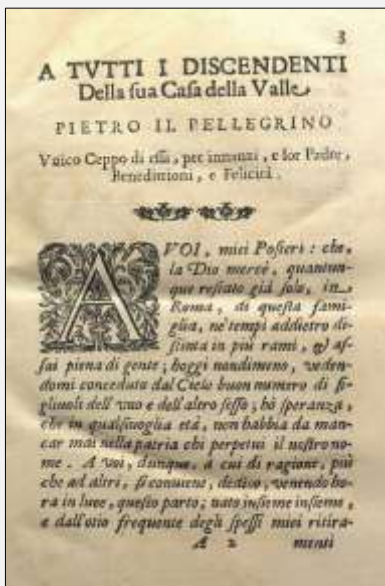 3
A TVTTI I DISCENDENTI
Della ſua Caſa della Valle
PIETRO IL PELLEGRINO
Vnico Ceppo di eſſa, per innanzi, e lor Padre,
Benedittioni, e Felicità.
A VOI, miei Poſteri: che,
la Dio mercè, quantun-
que reſtato già ſolo, in
Roma, di queſta fami-
glia, ne'tempi addietro di-
ſtinta in più rami, & aſ-
ſai piena di gente; hoggi nondimeno, veden-
domi conceduto dal Cielo buon numero di fi-
gliuoli dell'vno e dell'altro ſeſſo, hò ſperanza,
che in qualſiuoglia età, non habbia da man-
car mai nella patria chi perpetui il noſtro no-
me. A voi, dunque, à cui di ragione, più
che ad altri, ſi conuiene, dedico, venendo ho-
ra in luce, queſto parto; nato inſieme inſieme,
e dall'otio frequente degli ſpeſſi miei ritira-
A 2 menti